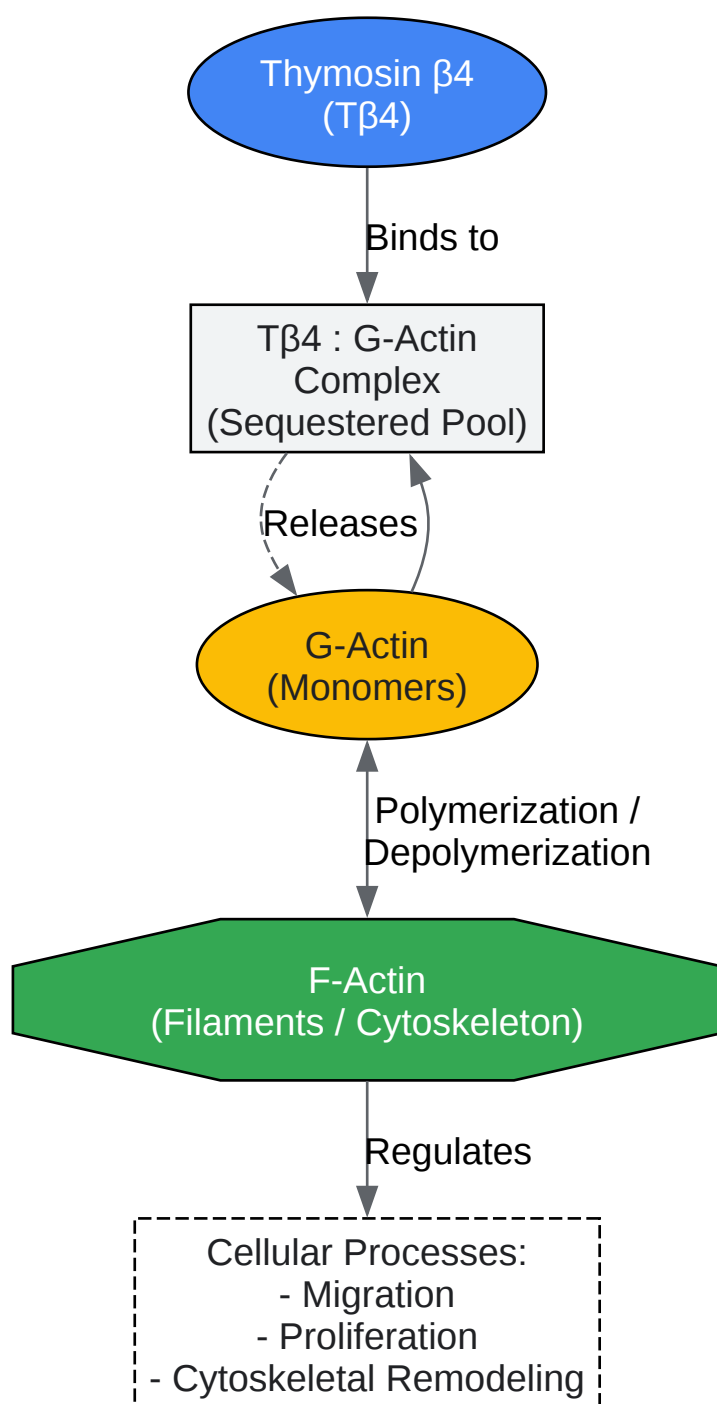 Thymosin β4
(Tβ4)
Binds to
Tβ4 : G-Actin
Complex
(Sequestered Pool)
Releases
G-Actin
(Monomers)
Polymerization /
Depolymerization
F-Actin
(Filaments / Cytoskeleton)
Regulates
Cellular Processes:
- Migration
- Proliferation
- Cytoskeletal Remodeling